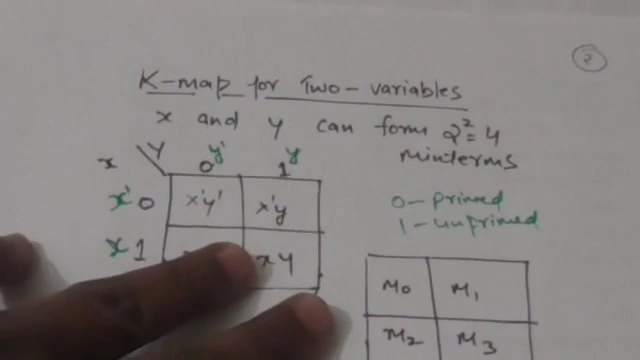 2
K-map for Two-variables
x and y can form 2²=4
minterms
y' y
x Y 0 1
x' 0 x'y' x'y
0-primed
1-unprimed
x 1 xy
M0 M1
M2 M3